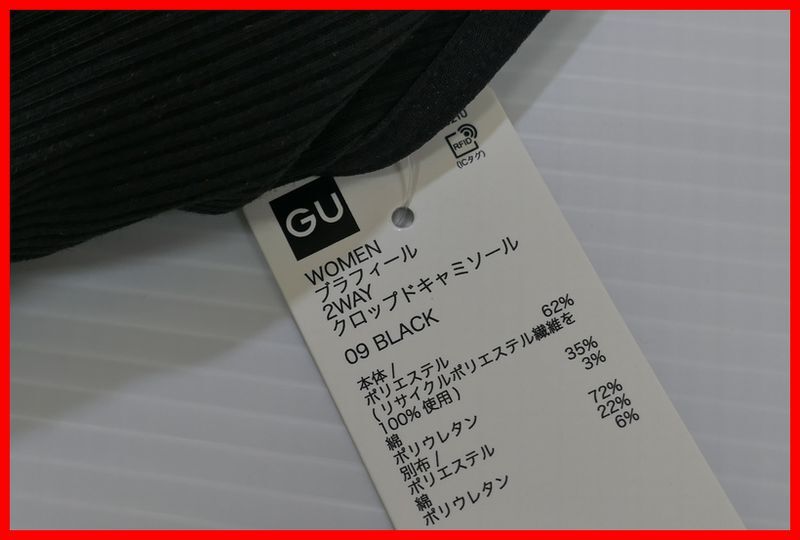 210
RFID
(ICタグ)
GU
WOMEN
ブラフィール
2WAY
クロップドキャミソール
09 BLACK
本体 /
ポリエステル 62%
(リサイクルポリエステル繊維を
100% 使用)
綿 35%
ポリウレタン 3%
別布 /
ポリエステル 72%
綿 22%
ポリウレタン 6%